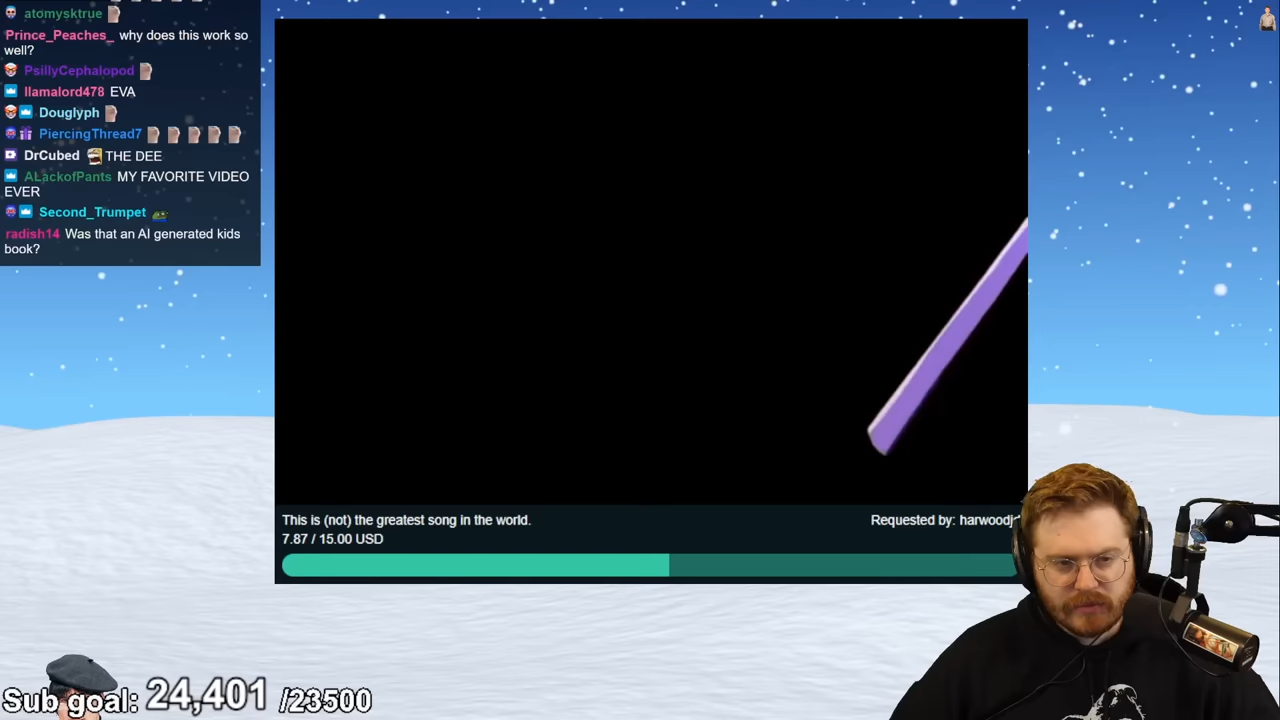 atomysktrue
Prince_Peaches_ why does this work so
well?
PsillyCephalopod
llamalord478 EVA
Douglyph
PiercingThread7
DrCubed THE DEE
ALackofPants MY FAVORITE VIDEO
EVER
Second_Trumpet
radish14 Was that an AI generated kids
book?
This is (not) the greatest song in the world.
Requested by:
7.87 / 15.00 USD
Sub goal: 24,401 /23500